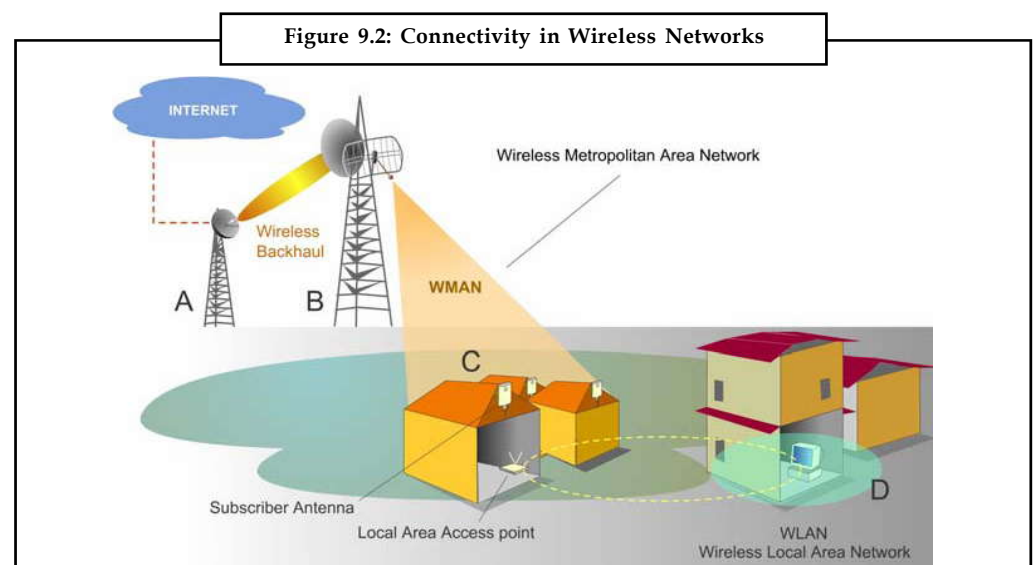 Figure 9.2: Connectivity in Wireless Networks
INTERNET
Wireless Metropolitan Area Network
Wireless
Backhaul
A
B
WMAN
C
Subscriber Antenna
Local Area Access point
D
WLAN
Wireless Local Area Network